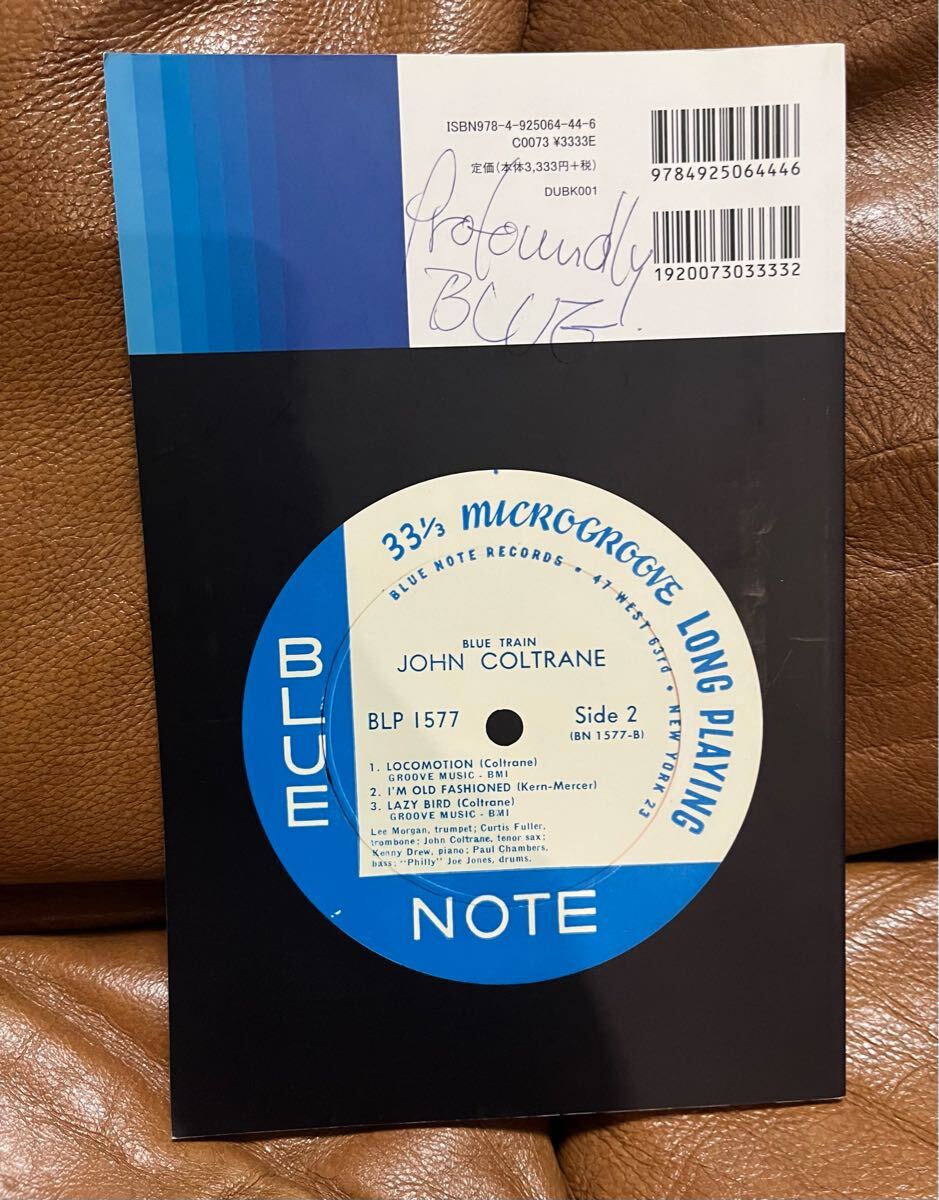 ISBN978-4-925064-44-6
C0073 ¥3333E
定価(本体3,333円+税)
DUBK001
9784925064446
1920073033332
Profoundly
BLUE.
33⅓ MICROGROOVE LONG PLAYING
BLUE NOTE RECORDS • 47 WEST 63rd • NEW YORK 23
BLUE TRAIN
JOHN COLTRANE
BLP 1577
Side 2
(BN 1577-B)
1. LOCOMOTION (Coltrane)
GROOVE MUSIC - BMI
2. I'M OLD FASHIONED (Kern-Mercer)
3. LAZY BIRD (Coltrane)
GROOVE MUSIC - BMI
Lee Morgan, trumpet; Curtis Fuller,
trombone; John Coltrane, tenor sax;
Kenny Drew, piano; Paul Chambers,
bass; "Philly" Joe Jones, drums.
BLUE
NOTE